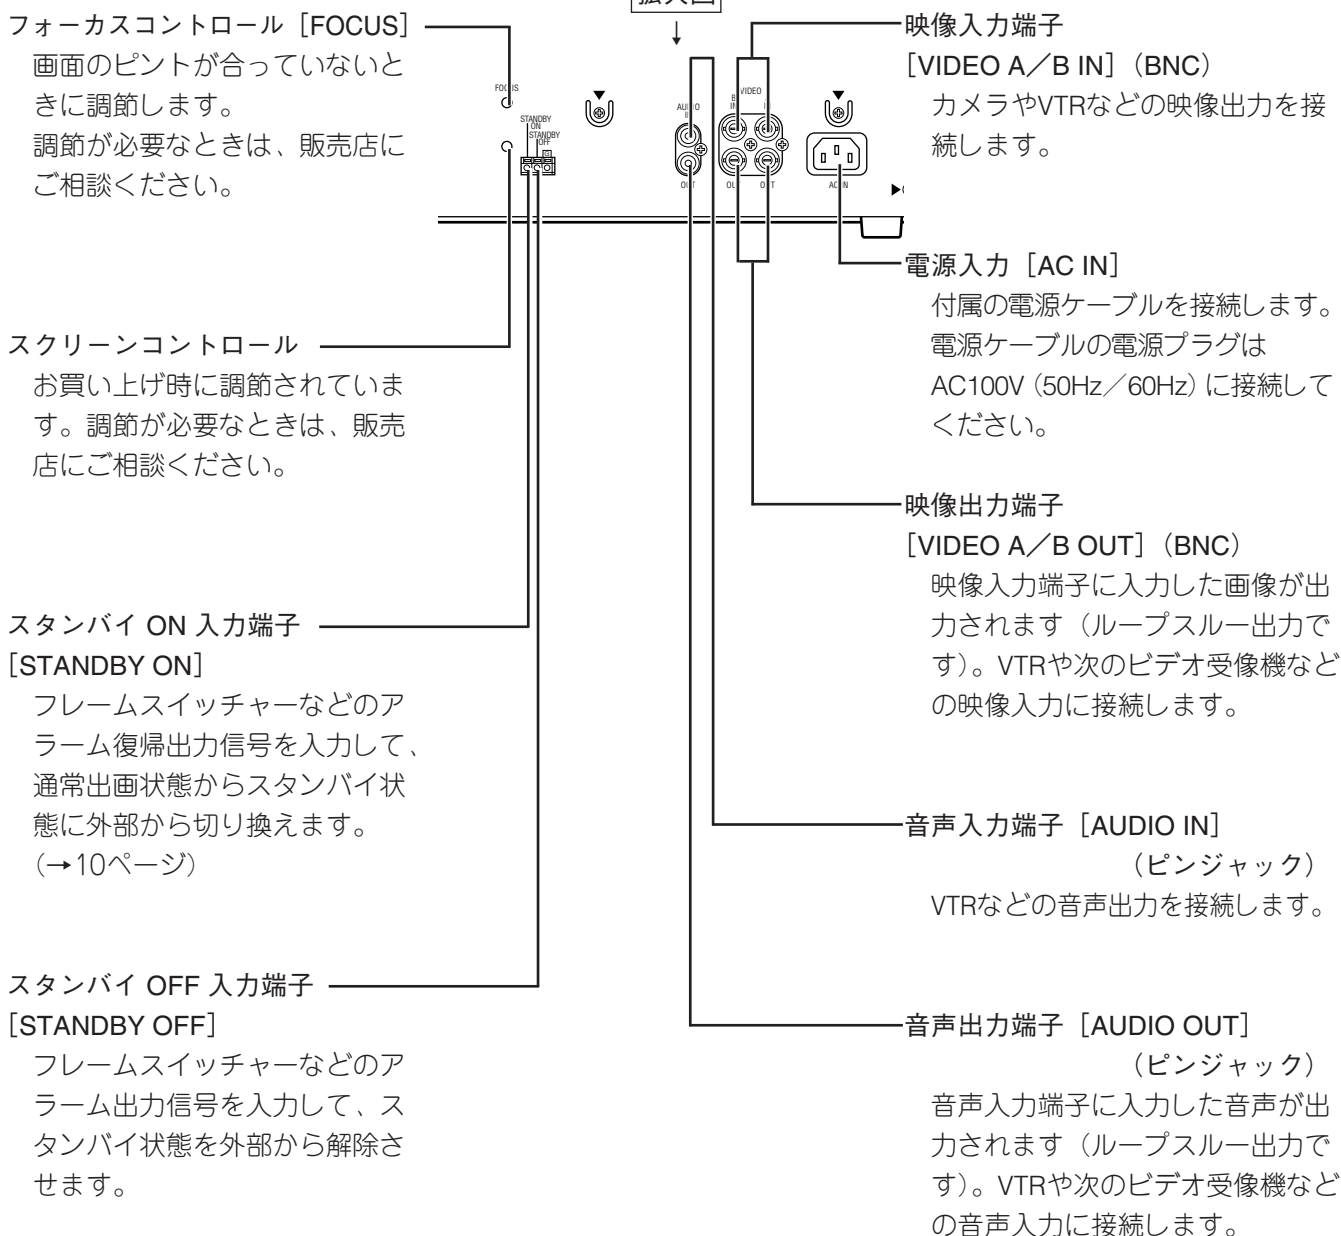 拡大図
フォーカスコントロール［FOCUS］
画面のピントが合っていないと
きに調節します。
調節が必要なときは、販売店に
ご相談ください。
スクリーンコントロール
お買い上げ時に調節されていま
す。調節が必要なときは、販売
店にご相談ください。
スタンバイ ON 入力端子
［STANDBY ON］
フレームスイッチャーなどのア
ラーム復帰出力信号を入力して、
通常出画状態からスタンバイ状
態に外部から切り換えます。
（→10ページ）
スタンバイ OFF 入力端子
［STANDBY OFF］
フレームスイッチャーなどのア
ラーム出力信号を入力して、ス
タンバイ状態を外部から解除さ
せます。
FOCUS
STANDBY
ON
STANDBY
OFF
AUDIO
IN
OUT
VIDEO
B
IN
IN
OUT
OUT
AC IN
映像入力端子
［VIDEO A／B IN］（BNC）
カメラやVTRなどの映像出力を接
続します。
電源入力［AC IN］
付属の電源ケーブルを接続します。
電源ケーブルの電源プラグは
AC100V（50Hz／60Hz）に接続して
ください。
映像出力端子
［VIDEO A／B OUT］（BNC）
映像入力端子に入力した画像が出
力されます（ループスルー出力で
す）。VTRや次のビデオ受像機など
の映像入力に接続します。
音声入力端子［AUDIO IN］
（ピンジャック）
VTRなどの音声出力を接続します。
音声出力端子［AUDIO OUT］
（ピンジャック）
音声入力端子に入力した音声が出
力されます（ループスルー出力で
す）。VTRや次のビデオ受像機など
の音声入力に接続します。